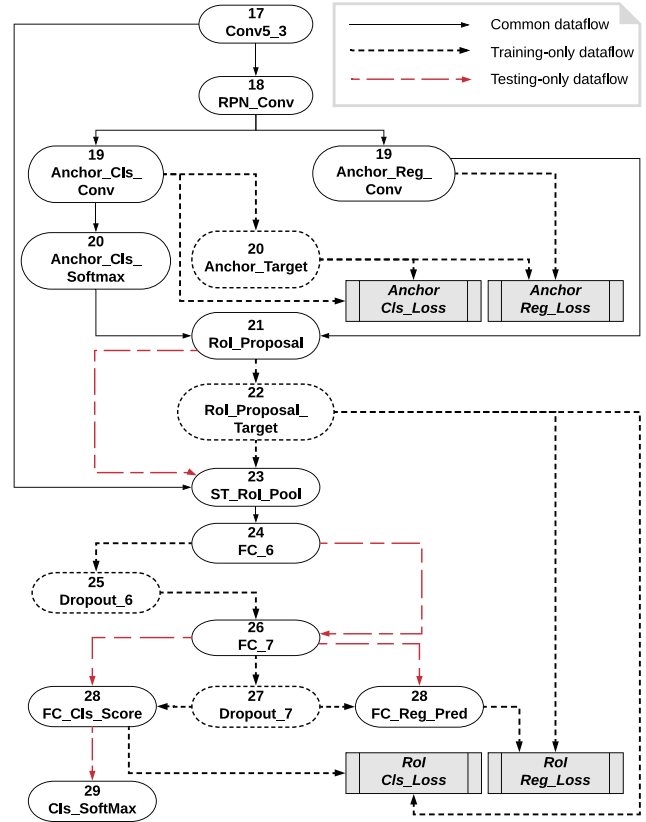 17
Conv5_3
Common dataflow
Training-only dataflow
Testing-only dataflow
18
RPN_Conv
19
Anchor_Cls_
Conv
19
Anchor_Reg_
Conv
20
Anchor_Cls_
Softmax
20
Anchor_Target
Anchor
Cls_Loss
Anchor
Reg_Loss
21
RoI_Proposal
22
RoI_Proposal_
Target
23
ST_RoI_Pool
24
FC_6
25
Dropout_6
26
FC_7
28
FC_Cls_Score
27
Dropout_7
28
FC_Reg_Pred
RoI
Cls_Loss
RoI
Reg_Loss
29
Cls_SoftMax